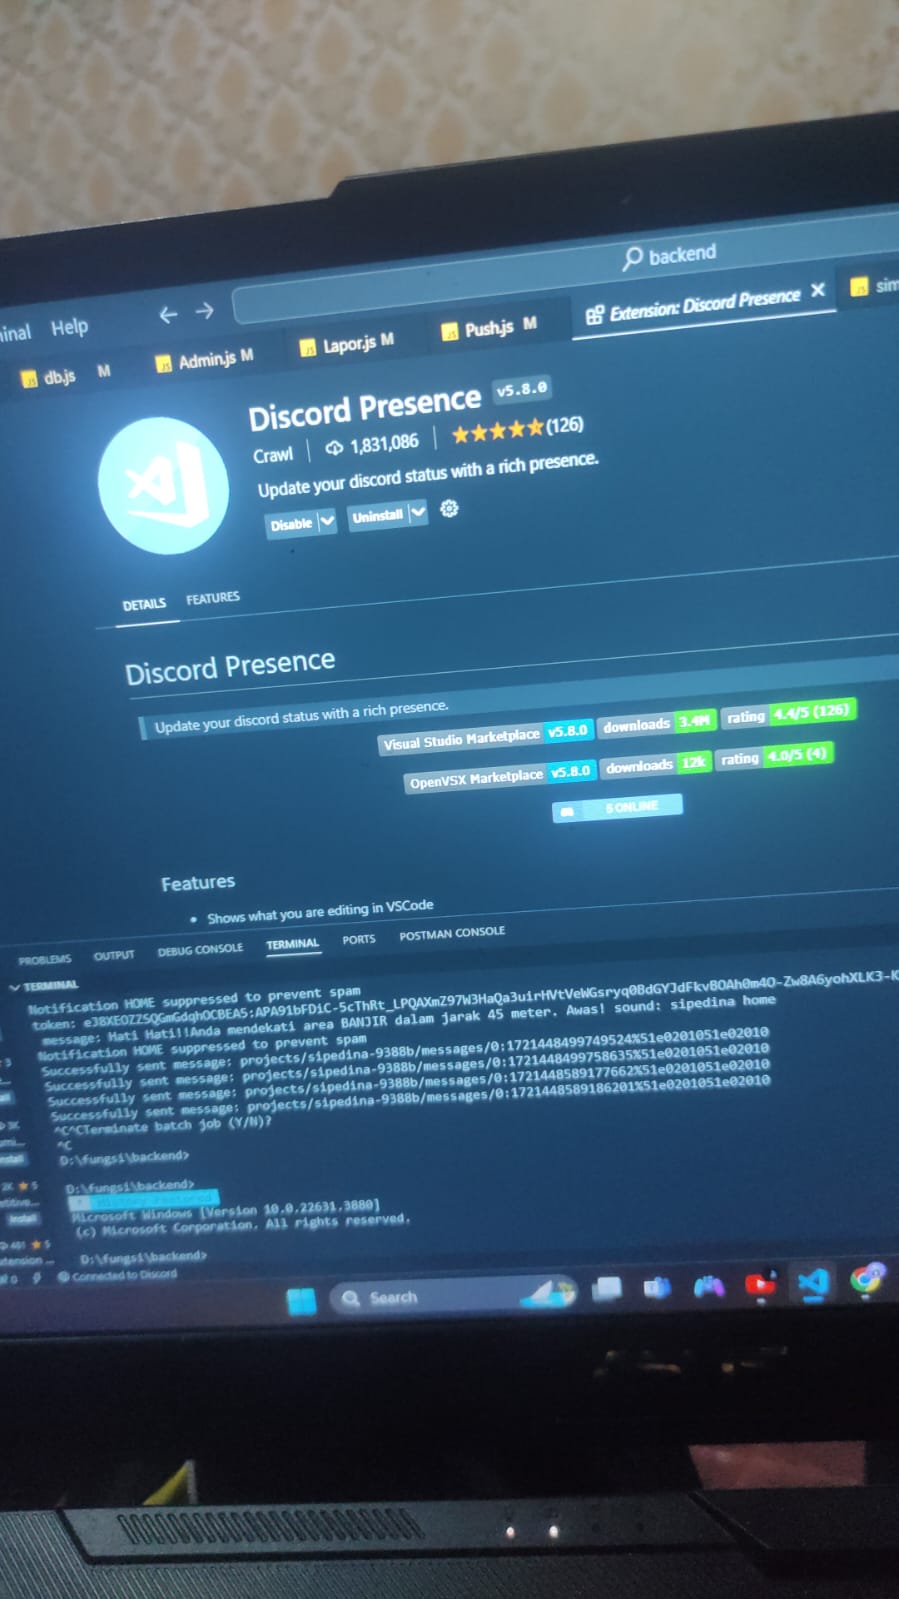 Help
backend
db.js M
Admin.js M
Lapor.js M
Push.js M
Extension: Discord Presence
Discord Presence v5.8.0
Crawl 1,831,086 (126)
Update your discord status with a rich presence.
Disable Uninstall
DETAILS FEATURES
Discord Presence
Update your discord status with a rich presence.
Visual Studio Marketplace v5.8.0 downloads 3.4M rating 4.4/5 (126)
OpenVSX Marketplace v5.8.0 downloads 12k rating 4.0/5 (4)
5 ONLINE
Features
• Shows what you are editing in VSCode
PROBLEMS OUTPUT DEBUG CONSOLE TERMINAL PORTS POSTMAN CONSOLE
TERMINAL
Notification HOME suppressed to prevent spam
token:
message: Hati Hati!!Anda mendekati area BANJIR dalam jarak 45 meter. Awas! sound: sipedina home
Notification HOME suppressed to prevent spam
Successfully sent message: projects/sipedina-9388b/messages/0:1721448499749524%51e0201051e02010
Successfully sent message: projects/sipedina-9388b/messages/0:1721448499758635%51e0201051e02010
Successfully sent message: projects/sipedina-9388b/messages/0:1721448589177662%51e0201051e02010
Successfully sent message: projects/sipedina-9388b/messages/0:1721448589186201%51e0201051e02010
^C^CTerminate batch job (Y/N)?
^C
D:\fungsi\backend>
D:\fungsi\backend>
* History restored
Microsoft Windows [Version 10.0.22631.3880]
(c) Microsoft Corporation. All rights reserved.
D:\fungsi\backend>
Connected to Discord
Search